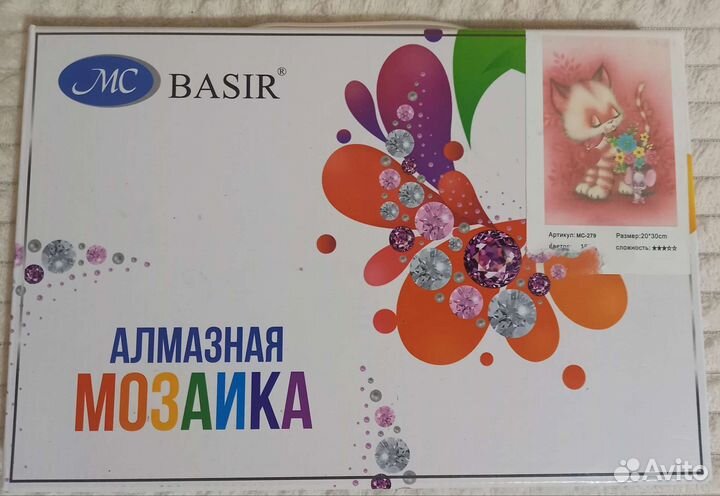 MC BASIR®
Артикул: MC-279 Размер:20*30cm
сложность: ★★★☆☆
АЛМАЗНАЯ
МОЗАИКА
Avito